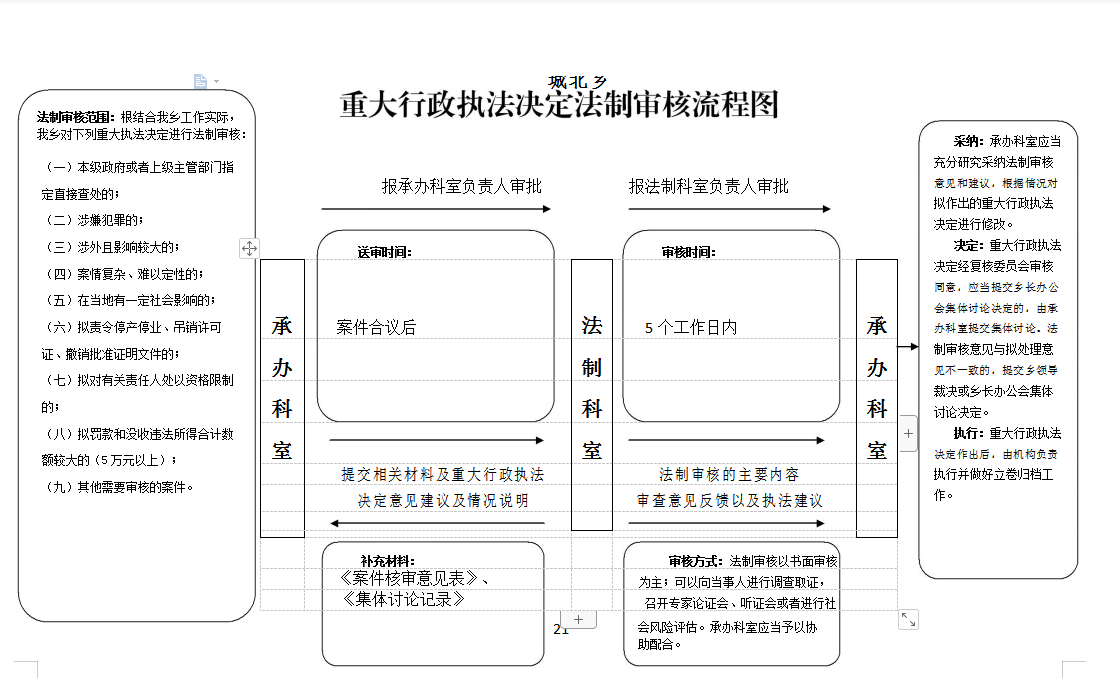 城北乡
重大行政执法决定法制审核流程图
法制审核范围：根结合我乡工作实际，
我乡对下列重大执法决定进行法制审核：
（一）本级政府或者上级主管部门指
定直接查处的；
（二）涉嫌犯罪的；
（三）涉外且影响较大的；
（四）案情复杂、难以定性的；
（五）在当地有一定社会影响的；
（六）拟责令停产停业、吊销许可
证、撤销批准证明文件的；
（七）拟对有关责任人处以资格限制
的；
（八）拟罚款和没收违法所得合计数
额较大的（5万元以上）；
（九）其他需要审核的案件。
承
办
科
室
报承办科室负责人审批
送审时间：
案件合议后
提交相关材料及重大行政执法
决定意见建议及情况说明
补充材料：
《案件核审意见表》、
《集体讨论记录》
法
制
科
室
报法制科室负责人审批
审核时间：
5个工作日内
法制审核的主要内容
审查意见反馈以及执法建议
审核方式：法制审核以书面审核
为主；可以向当事人进行调查取证，
召开专家论证会、听证会或者进行社
会风险评估。承办科室应当予以协
助配合。
承
办
科
室
采纳：承办科室应当
充分研究采纳法制审核
意见和建议，根据情况对
拟作出的重大行政执法
决定进行修改。
决定：重大行政执法
决定经复核委员会审核
同意，应当提交乡长办公
会集体讨论决定的，由承
办科室提交集体讨论。法
制审核意见与拟处理意
见不一致的，提交乡领导
裁决或乡长办公会集体
讨论决定。
执行：重大行政执法
决定作出后，由机构负责
执行并做好立卷归档工
作。
21